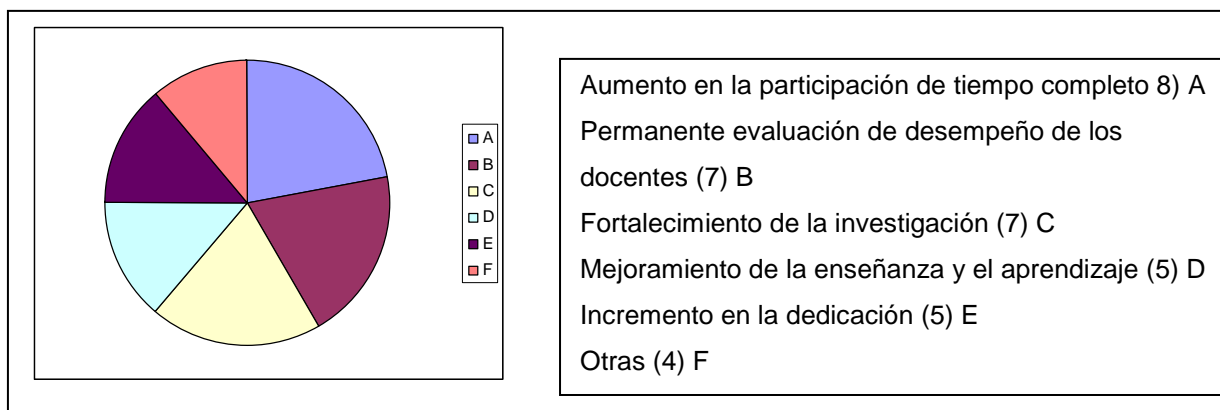 A
B
C
D
E
F
Aumento en la participación de tiempo completo 8) A
Permanente evaluación de desempeño de los
docentes (7) B
Fortalecimiento de la investigación (7) C
Mejoramiento de la enseñanza y el aprendizaje (5) D
Incremento en la dedicación (5) E
Otras (4) F